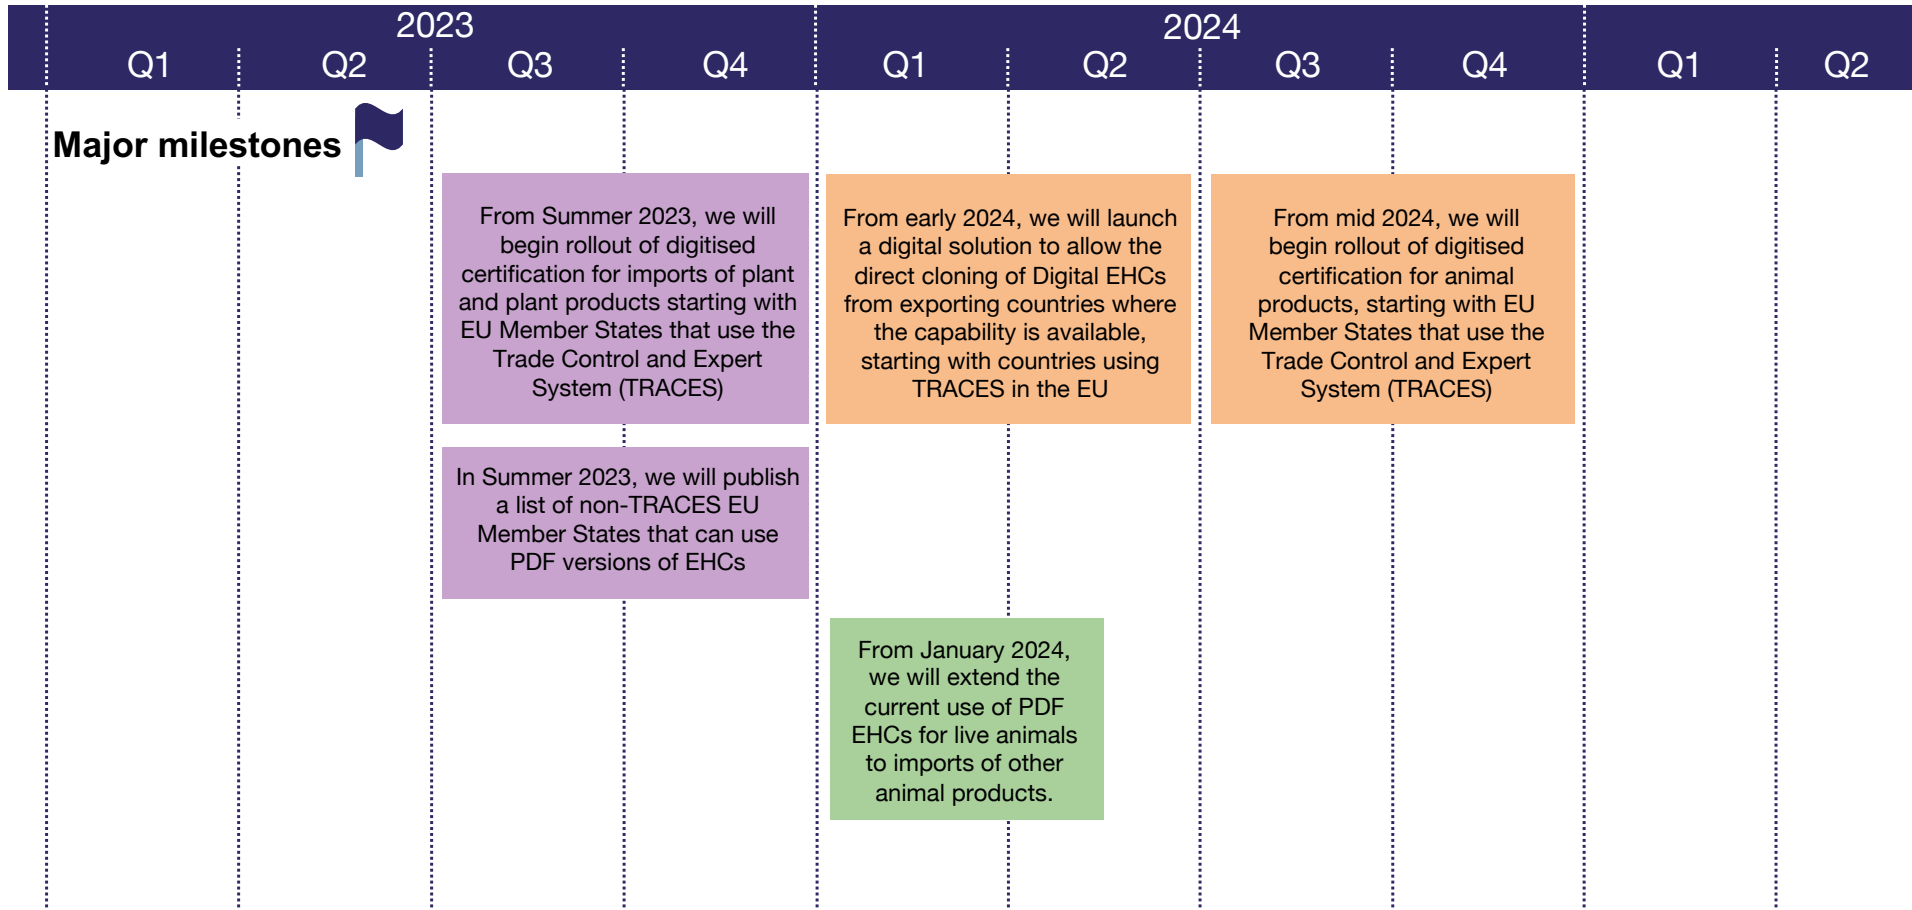 2023
2024
Q1 Q2 Q3 Q4 Q1 Q2 Q3 Q4 Q1 Q2
Major milestones
From Summer 2023, we will
begin rollout of digitised
certification for imports of plant
and plant products starting with
EU Member States that use the
Trade Control and Expert
System (TRACES)
From early 2024, we will launch
a digital solution to allow the
direct cloning of Digital EHCs
from exporting countries where
the capability is available,
starting with countries using
TRACES in the EU
From mid 2024, we will
begin rollout of digitised
certification for animal
products, starting with EU
Member States that use the
Trade Control and Expert
System (TRACES)
In Summer 2023, we will publish
a list of non-TRACES EU
Member States that can use
PDF versions of EHCs
From January 2024,
we will extend the
current use of PDF
EHCs for live animals
to imports of other
animal products.